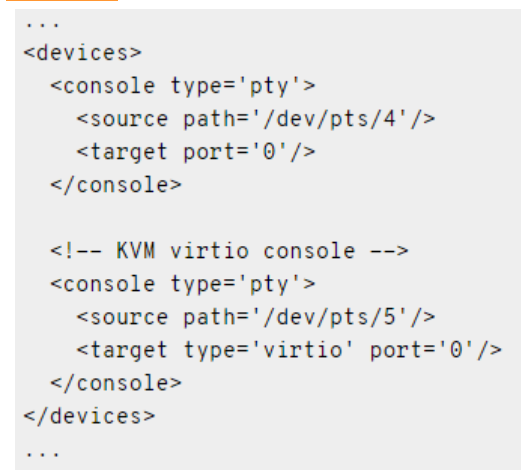 ...
<devices>
<console type='pty'>
<source path='/dev/pts/4'/>
<target port='0'/>
</console>
<!-- KVM virtio console -->
<console type='pty'>
<source path='/dev/pts/5'/>
<target type='virtio' port='0'/>
</console>
</devices>
...